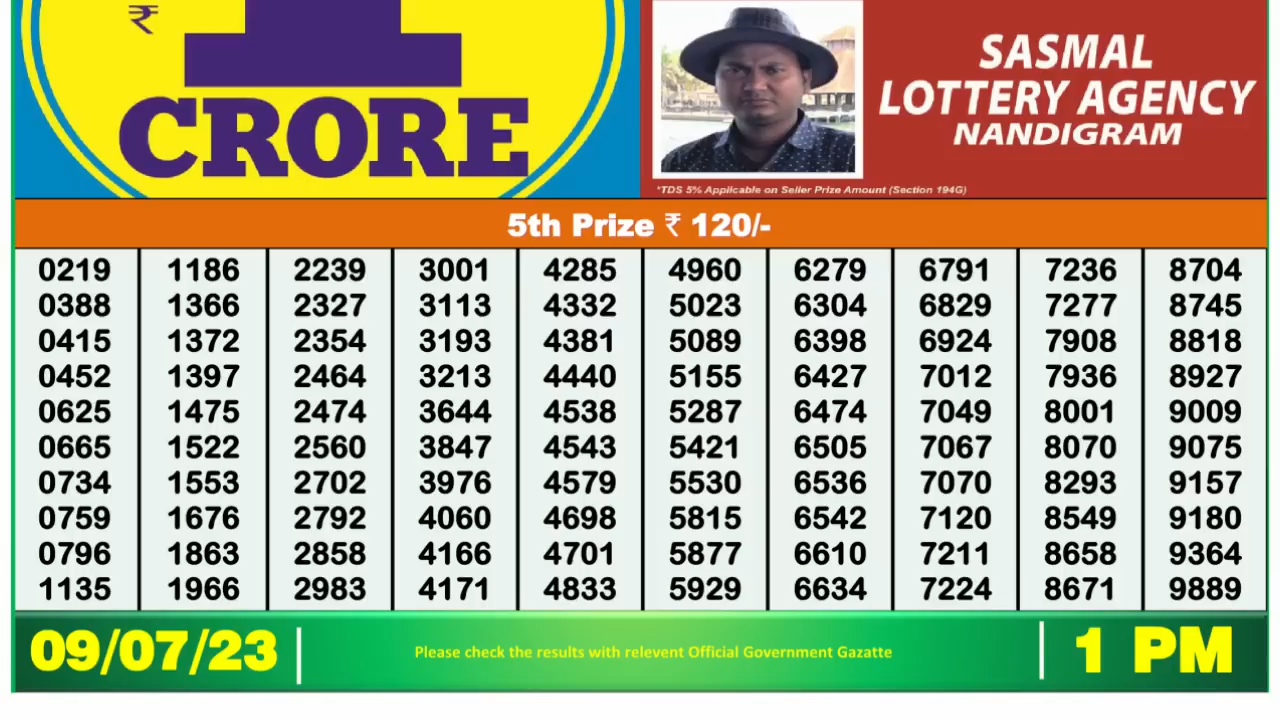 ₹
CRORE
SASMAL
LOTTERY AGENCY
NANDIGRAM
*TDS 5% Applicable on Seller Prize Amount (Section 194G)
5th Prize ₹ 120/-
0219 1186 2239 3001 4285 4960 6279 6791 7236 8704
0388 1366 2327 3113 4332 5023 6304 6829 7277 8745
0415 1372 2354 3193 4381 5089 6398 6924 7908 8818
0452 1397 2464 3213 4440 5155 6427 7012 7936 8927
0625 1475 2474 3644 4538 5287 6474 7049 8001 9009
0665 1522 2560 3847 4543 5421 6505 7067 8070 9075
0734 1553 2702 3976 4579 5530 6536 7070 8293 9157
0759 1676 2792 4060 4698 5815 6542 7120 8549 9180
0796 1863 2858 4166 4701 5877 6610 7211 8658 9364
1135 1966 2983 4171 4833 5929 6634 7224 8671 9889
09/07/23
Please check the results with relevent Official Government Gazatte
1 PM